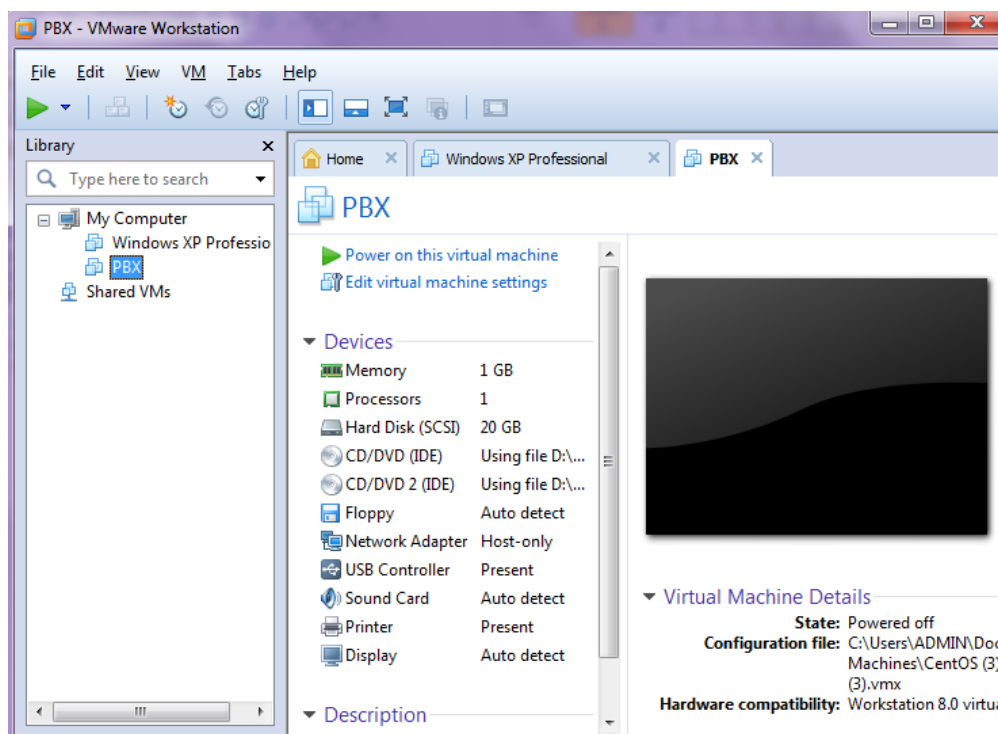 PBX - VMware Workstation
File Edit View VM Tabs Help
Library
Type here to search
My Computer
Windows XP Professio
PBX
Shared VMs
Home
Windows XP Professional
PBX
PBX
Power on this virtual machine
Edit virtual machine settings
Devices
Memory 1 GB
Processors 1
Hard Disk (SCSI) 20 GB
CD/DVD (IDE) Using file D:\...
CD/DVD 2 (IDE) Using file D:\...
Floppy Auto detect
Network Adapter Host-only
USB Controller Present
Sound Card Auto detect
Printer Present
Display Auto detect
Description
Virtual Machine Details
State: Powered off
Configuration file: C:\Users\ADMIN\Doc
Machines\CentOS (3)
(3).vmx
Hardware compatibility: Workstation 8.0 virtua